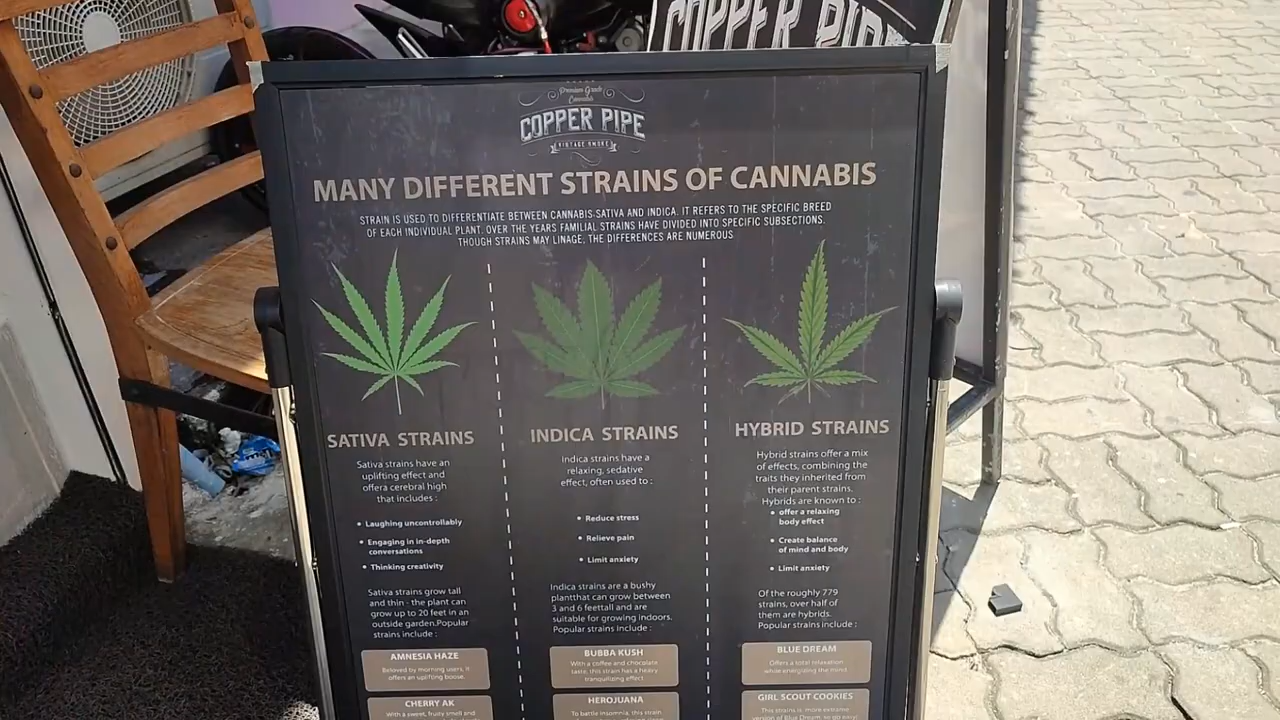 COPPER PIPE
Premium Grade
Cannabis
COPPER PIPE
VINTAGE SMOKE
MANY DIFFERENT STRAINS OF CANNABIS
STRAIN IS USED TO DIFFERENTIATE BETWEEN CANNABIS-SATIVA AND INDICA. IT REFERS TO THE SPECIFIC BREED
OF EACH INDIVIDUAL PLANT. OVER THE YEARS FAMILIAL STRAINS HAVE DIVIDED INTO SPECIFIC SUBSECTIONS.
THOUGH STRAINS MAY LINAGE, THE DIFFERENCES ARE NUMEROUS
SATIVA STRAINS
Sativa strains have an
uplifting effect and
offera cerebral high
that includes :
• Laughing uncontrollably
• Engaging in in-depth
conversations
• Thinking creativity
Sativa strains grow tall
and thin - the plant can
grow up to 20 feet in an
outside garden.Popular
strains include :
AMNESIA HAZE
Beloved by morning users, it
offers an uplifting boose.
CHERRY AK
With a sweet, frusty smell and
INDICA STRAINS
Indica strains have a
relaxing, sedative
effect, often used to :
• Reduce stress
• Relieve pain
• Limit anxiety
Indica strains are a bushy
plantthat can grow between
3 and 6 feettall and are
suitable for growing indoors.
Popular strains include :
BUBBA KUSH
With a coffee and chocolate
taste, this strain has a heavy
tranquilizing effect.
HEROJUANA
To battle insomnia, this strain
HYBRID STRAINS
Hybrid strains offer a mix
of effects, combining the
traits they inherited from
their parent strains.
Hybrids are known to :
• offer a relaxing
body effect
• Create balance
of mind and body
• Limit anxiety
Of the roughly 779
strains, over half of
them are hybrids.
Popular strains include :
BLUE DREAM
Offers a total relaxation
while energizing the mind.
GIRL SCOUT COOKIES
This strains is more extreme
version of Blue Dream, so go easy!